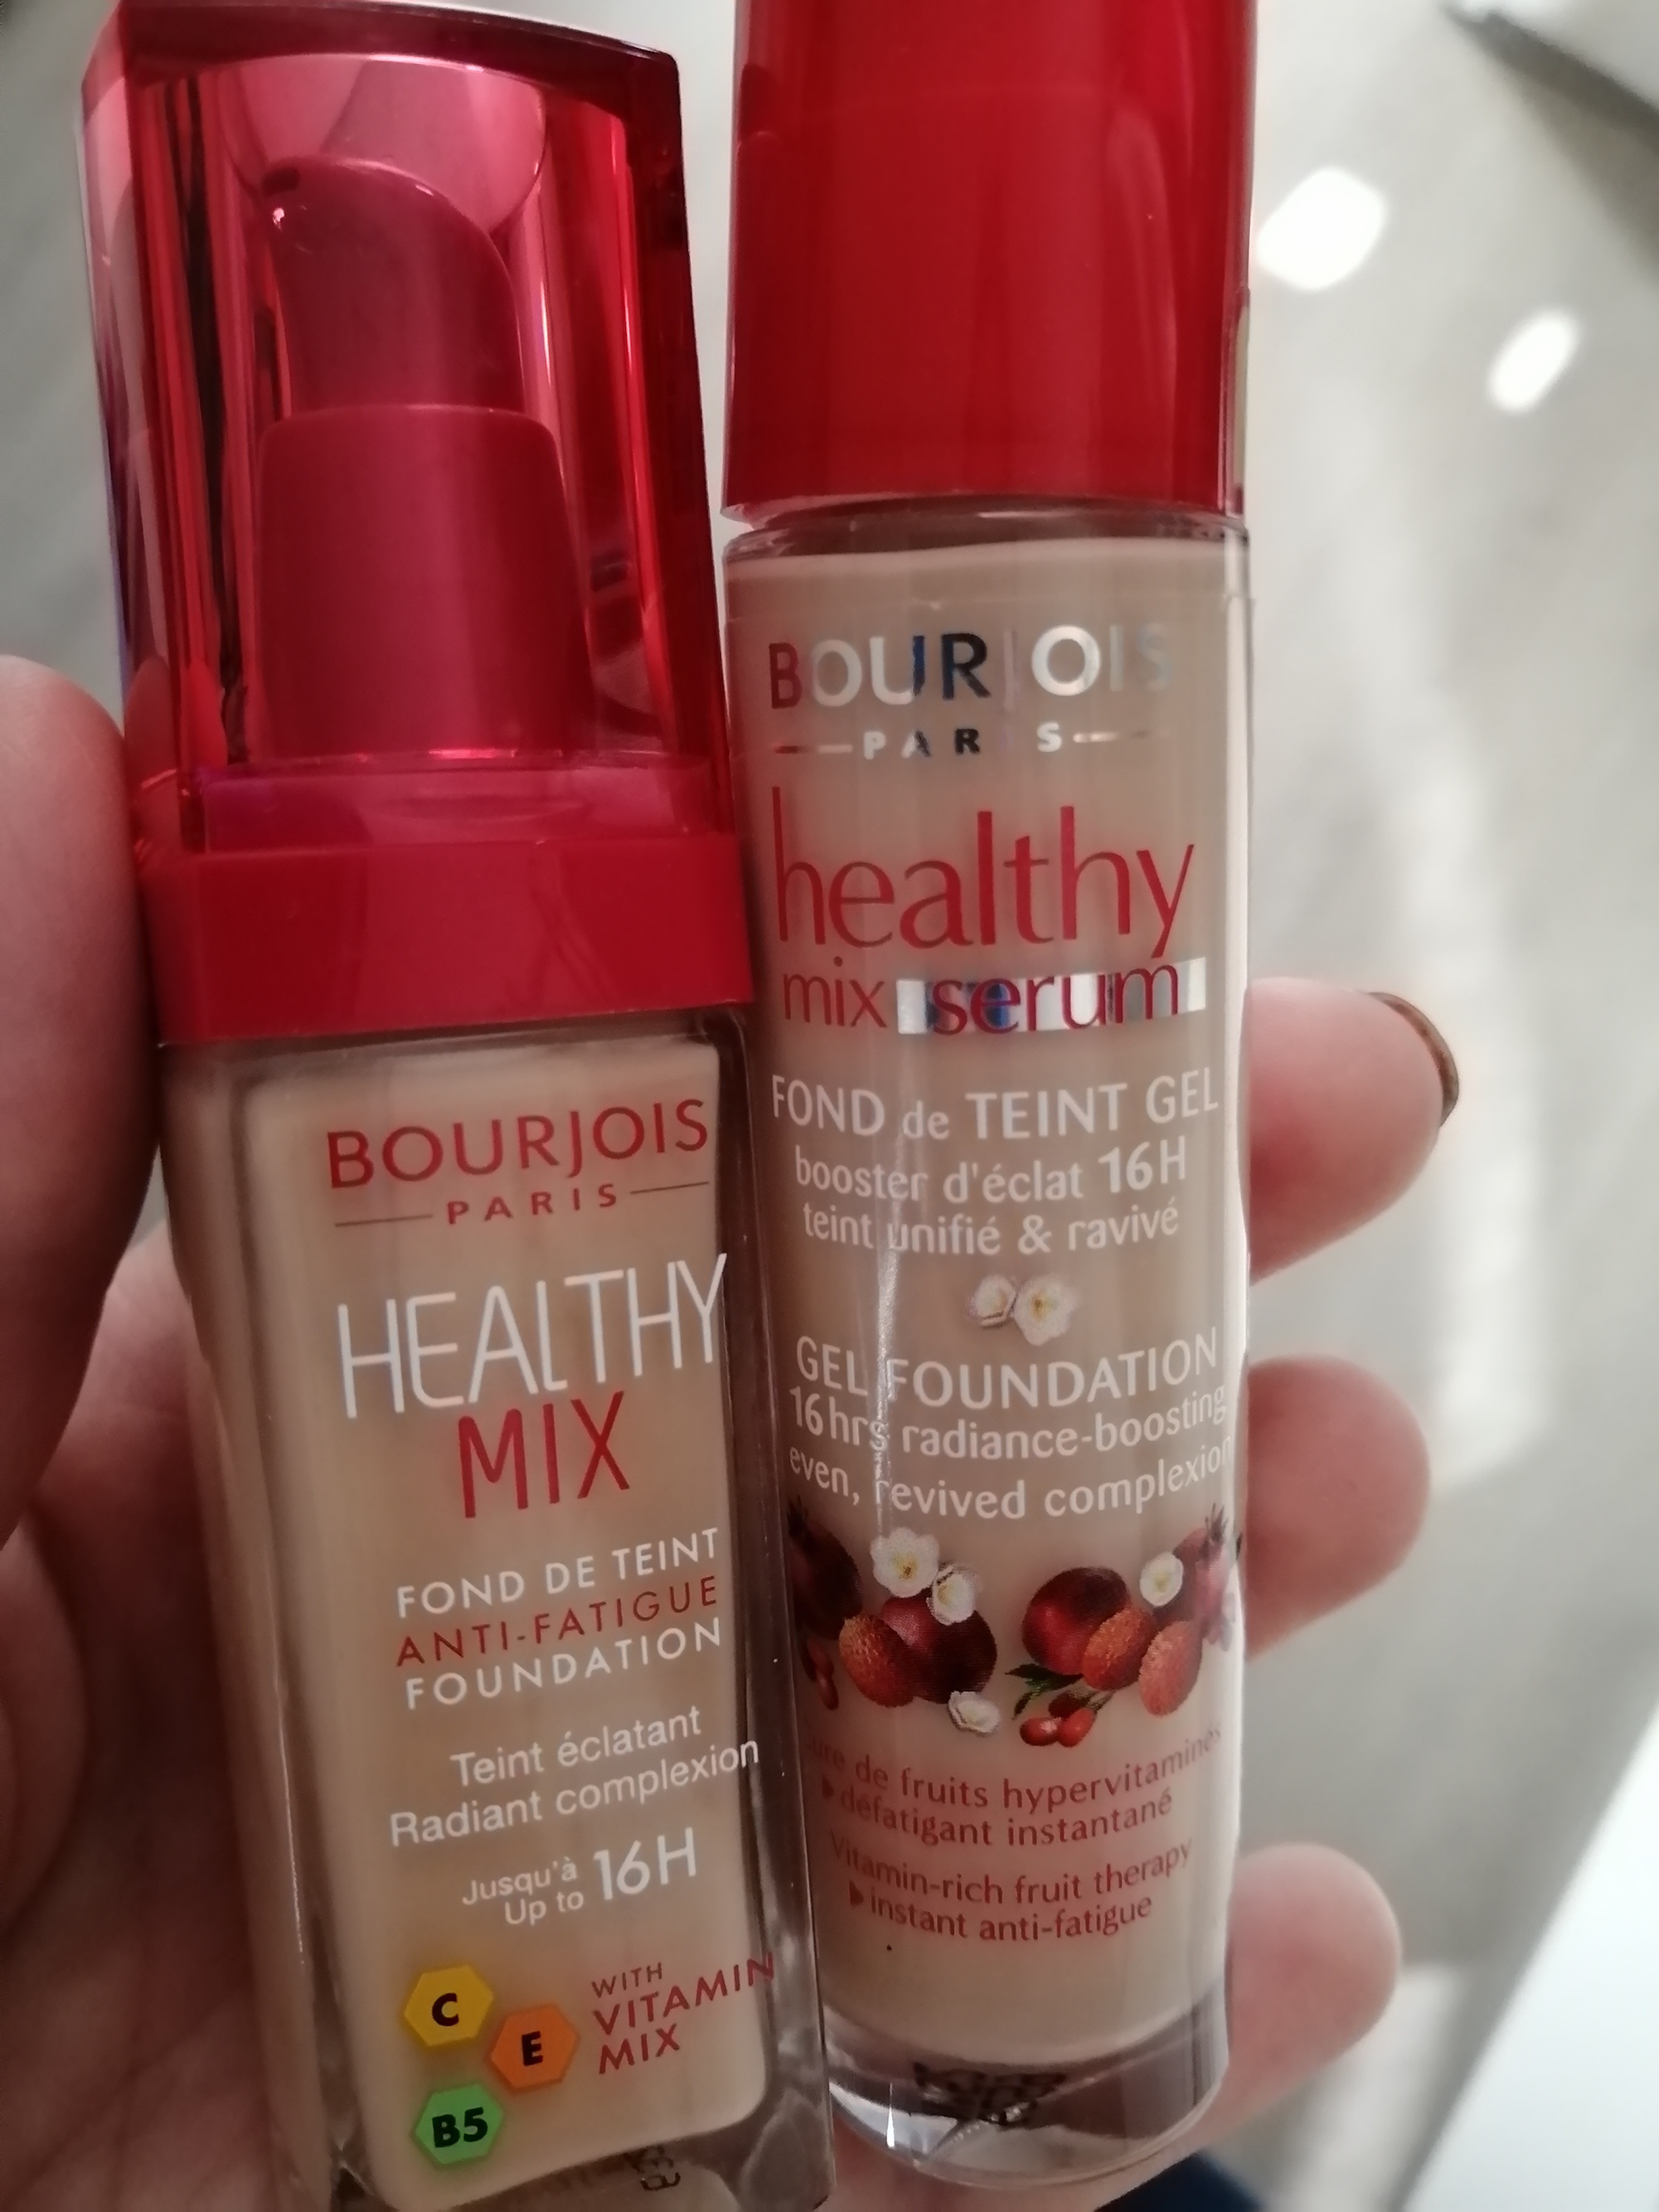 BOURJOIS
PARIS
HEALTHY
MIX
FOND DE TEINT
ANTI-FATIGUE
FOUNDATION
Teint éclatant
Radiant complexion
Jusqu'à
Up to 16H
C
E
B5
WITH
VITAMIN
MIX
BOURJOIS
PARIS
healthy
mix serum
FOND de TEINT GEL
booster d'éclat 16H
teint unifié & ravivé
GEL FOUNDATION
16hrs radiance-boosting
even, revived complexion
de fruits hypervitaminés
défatigant instantané
Vitamin-rich fruit therapy
instant anti-fatigue